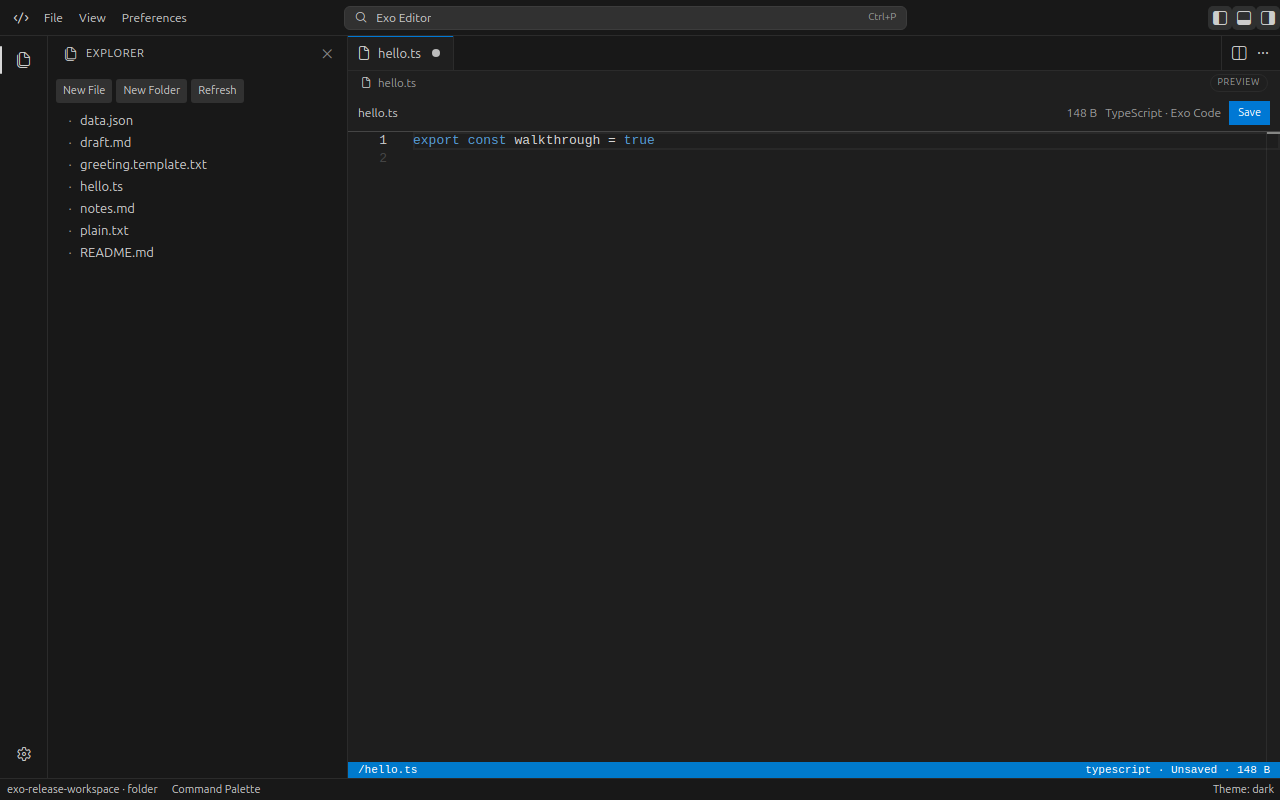 </> File View Preferences Exo Editor Ctrl+P
EXPLORER
New File New Folder Refresh
· data.json
· draft.md
· greeting.template.txt
· hello.ts
· notes.md
· plain.txt
· README.md
hello.ts ● ···
hello.ts PREVIEW
hello.ts 148 B TypeScript · Exo Code Save
1 export const walkthrough = true
2
/hello.ts typescript · Unsaved · 148 B
exo-release-workspace · folder Command Palette Theme: dark